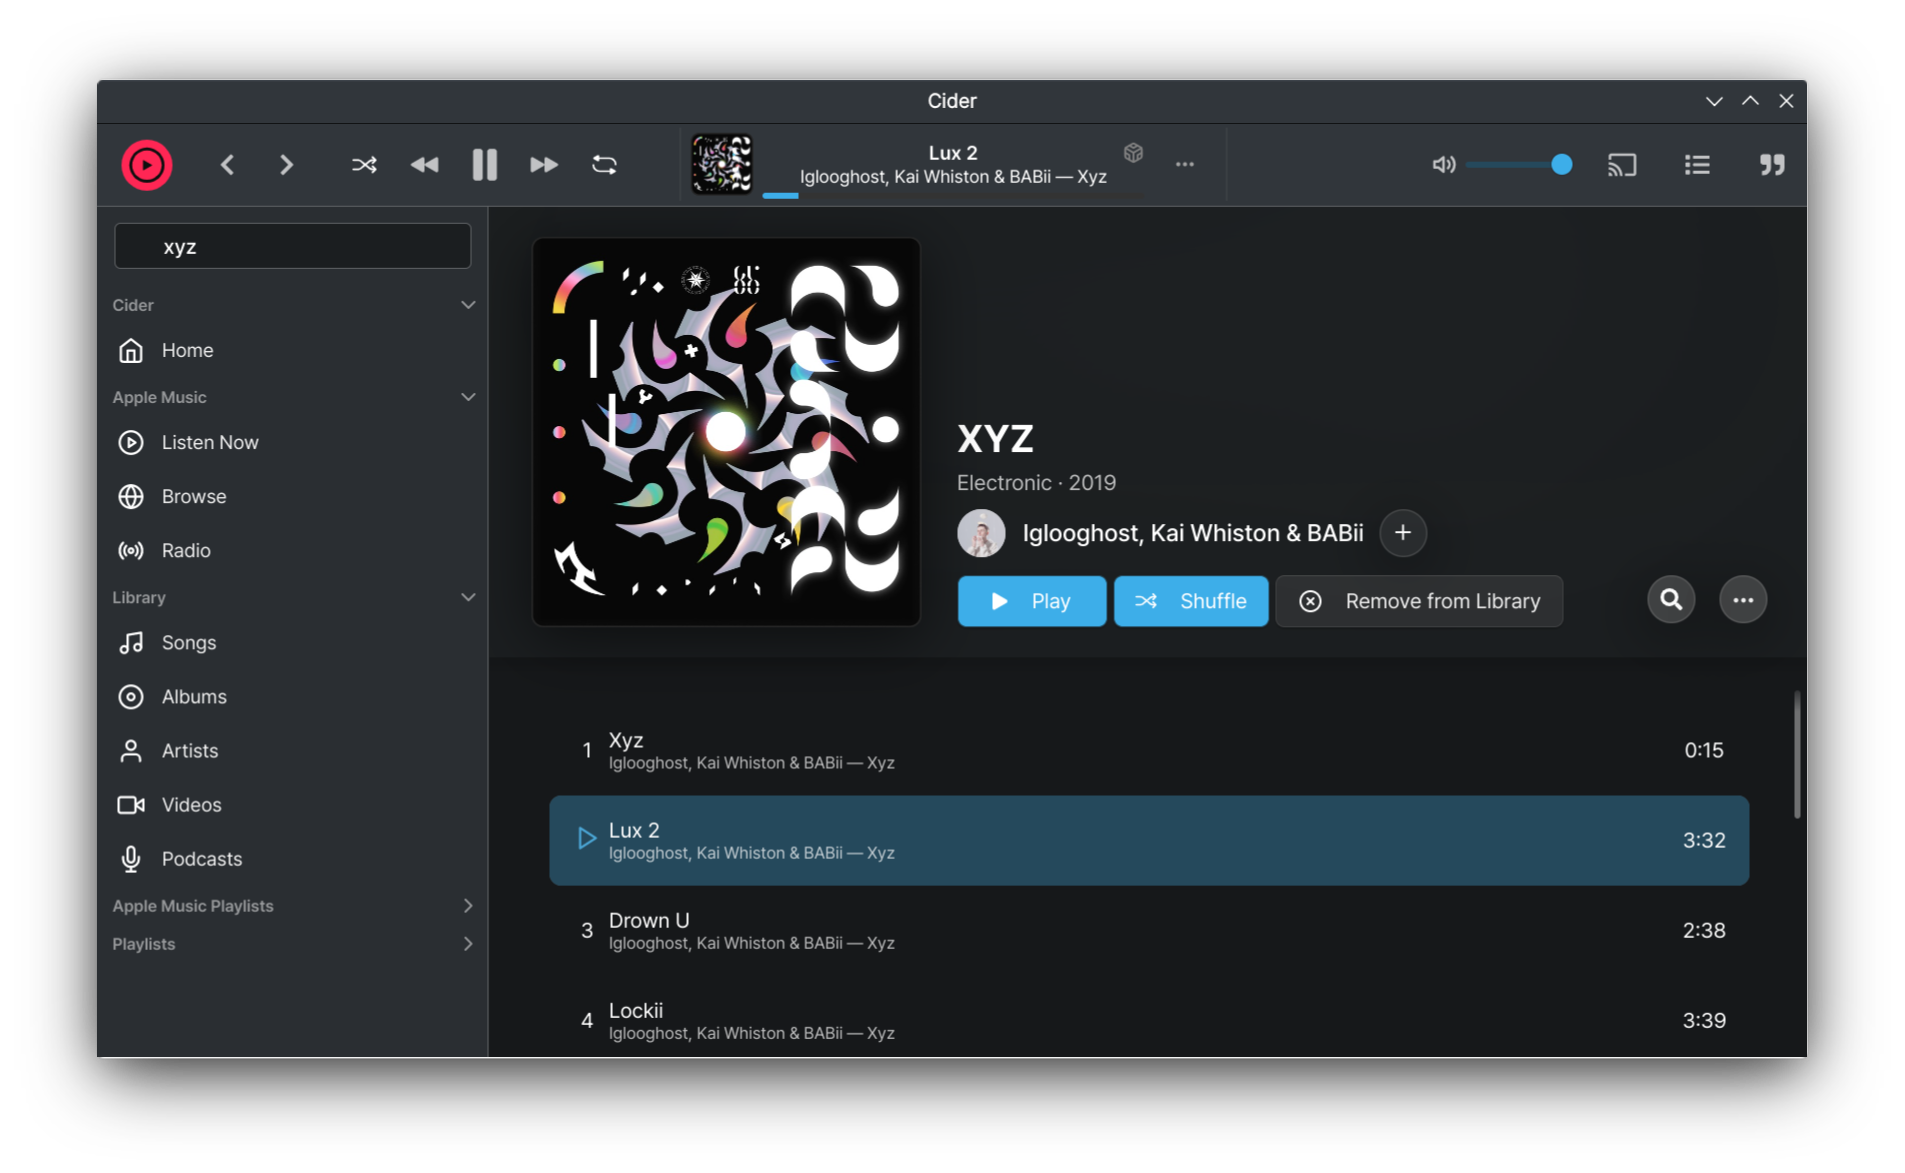 Cider
Lux 2
Iglooghost, Kai Whiston & BABii — Xyz
xyz
Cider
Home
Apple Music
Listen Now
Browse
Radio
Library
Songs
Albums
Artists
Videos
Podcasts
Apple Music Playlists
Playlists
XYZ
Electronic · 2019
Iglooghost, Kai Whiston & BABii
Play
Shuffle
Remove from Library
1
Xyz
Iglooghost, Kai Whiston & BABii — Xyz
0:15
Lux 2
Iglooghost, Kai Whiston & BABii — Xyz
3:32
3
Drown U
Iglooghost, Kai Whiston & BABii — Xyz
2:38
4
Lockii
Iglooghost, Kai Whiston & BABii — Xyz
3:39